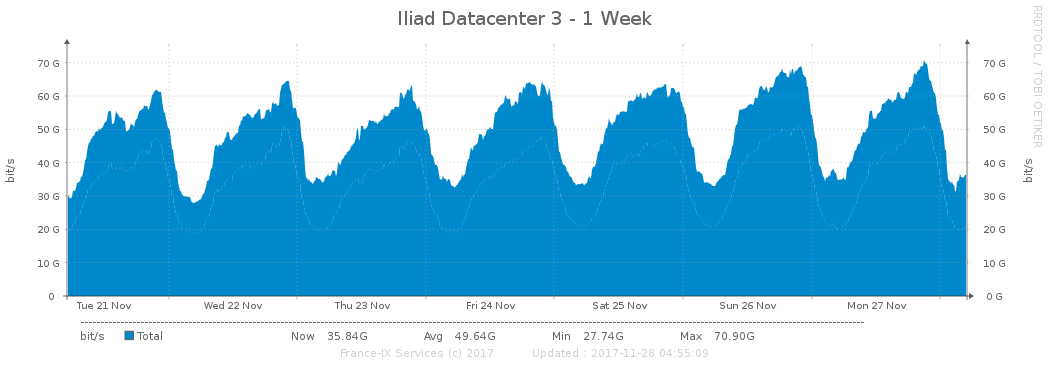 Iliad Datacenter 3 - 1 Week
RRDTOOL / TOBI OETIKER
70 G 70 G
60 G 60 G
50 G 50 G
40 G 40 G
30 G 30 G
20 G 20 G
10 G 10 G
0 0 G
bit/s bit/s
Tue 21 Nov Wed 22 Nov Thu 23 Nov Fri 24 Nov Sat 25 Nov Sun 26 Nov Mon 27 Nov
bit/s Total Now 35.84G Avg 49.64G Min 27.74G Max 70.90G
France-IX Services (c) 2017 Updated : 2017-11-28 04:55:09